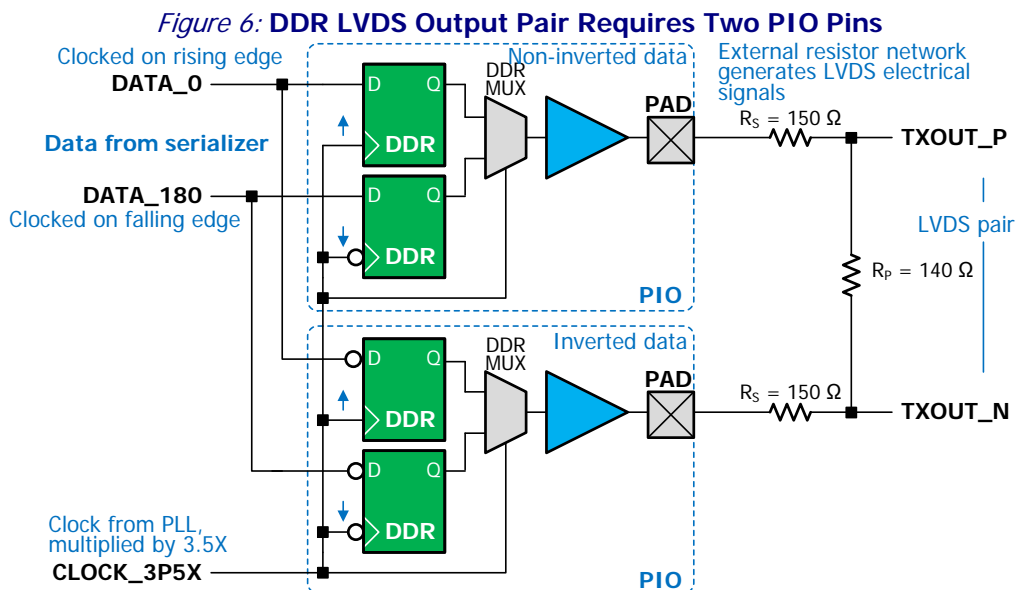 Figure 6: DDR LVDS Output Pair Requires Two PIO Pins
Clocked on rising edge
DATA_0
Data from serializer
DATA_180
Clocked on falling edge
Non-inverted data
D
Q
DDR
D
Q
DDR
DDR
MUX
PAD
PIO
External resistor network
generates LVDS electrical
signals
RS = 150 Ω
TXOUT_P
LVDS pair
RP = 140 Ω
Inverted data
D
Q
DDR
D
Q
DDR
DDR
MUX
PAD
PIO
RS = 150 Ω
TXOUT_N
Clock from PLL,
multiplied by 3.5X
CLOCK_3P5X